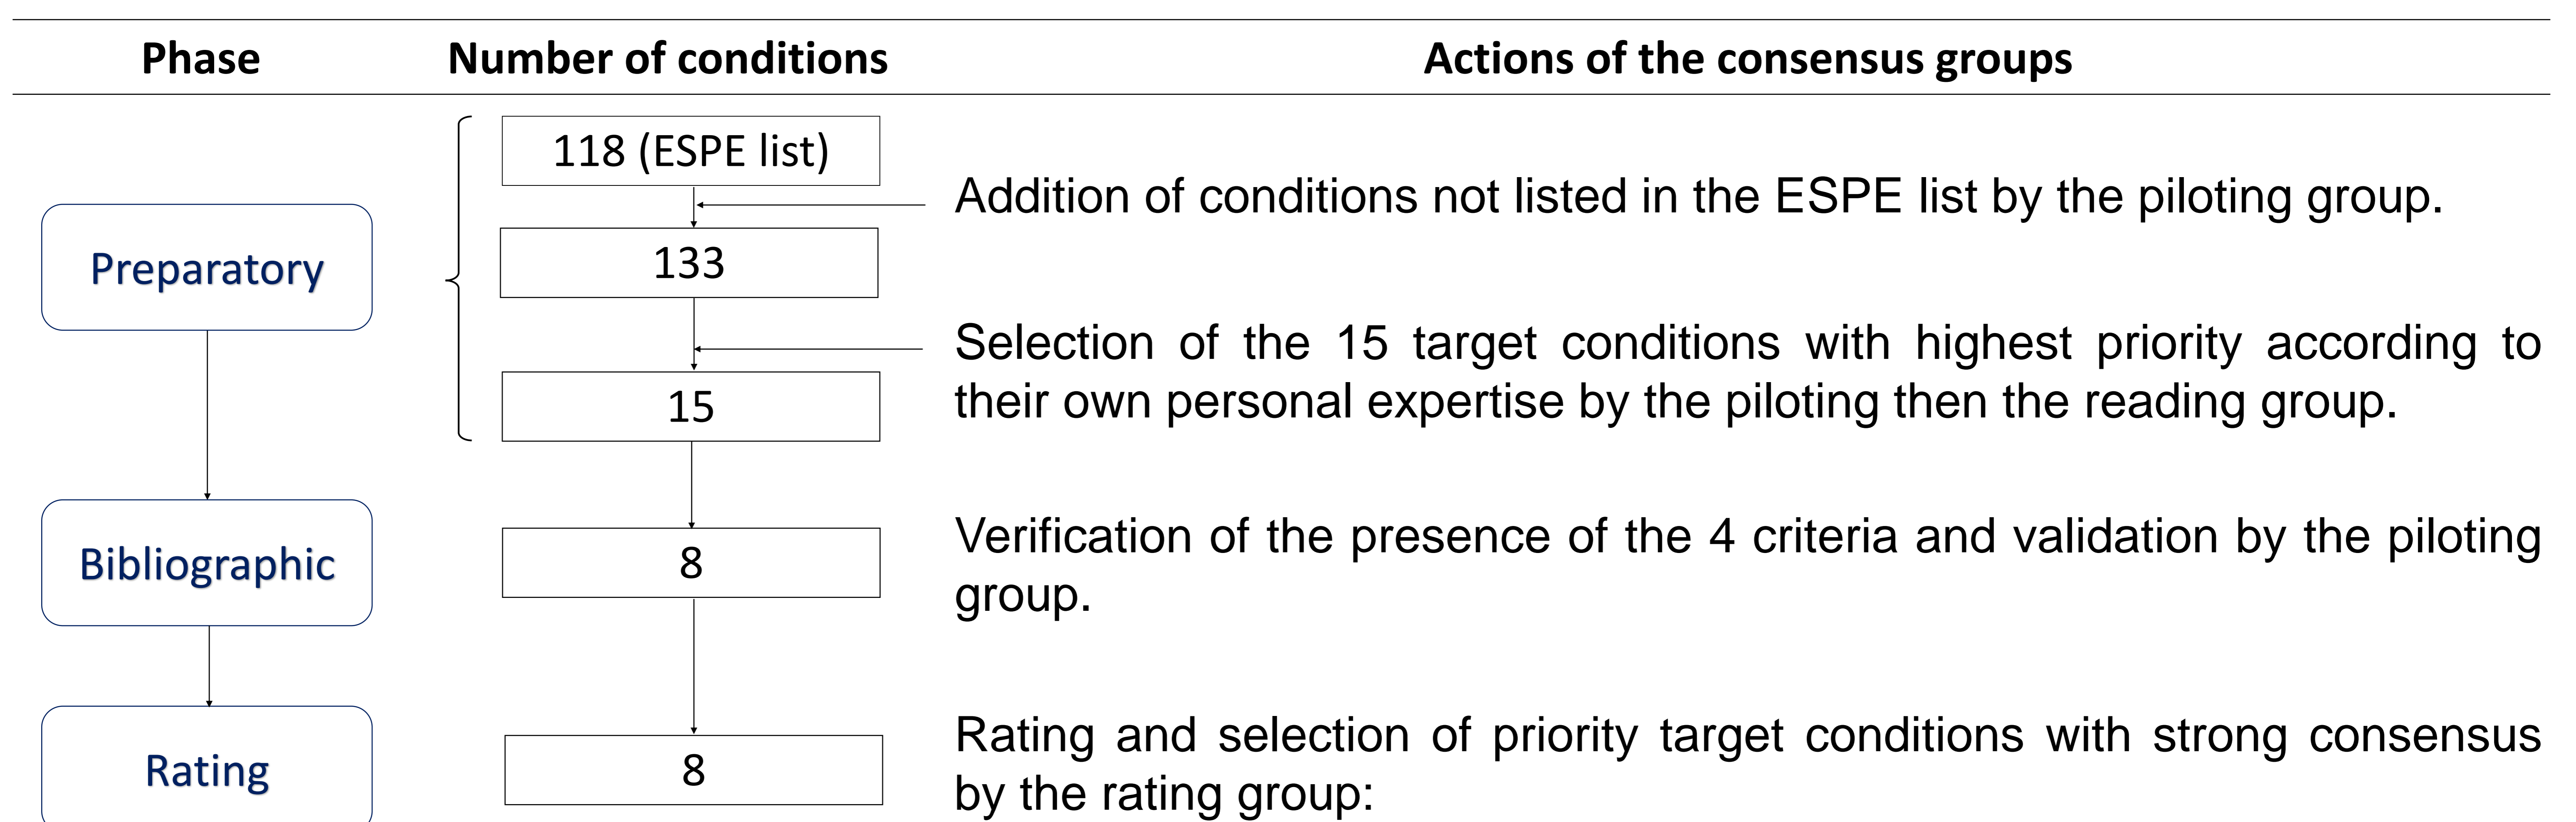 Phase Number of conditions Actions of the consensus groups
118 (ESPE list)
Addition of conditions not listed in the ESPE list by the piloting group.
Preparatory
133
Selection of the 15 target conditions with highest priority according to
their own personal expertise by the piloting then the reading group.
15
Verification of the presence of the 4 criteria and validation by the piloting
group.
Bibliographic
8
Rating and selection of priority target conditions with strong consensus
by the rating group:
Rating
8